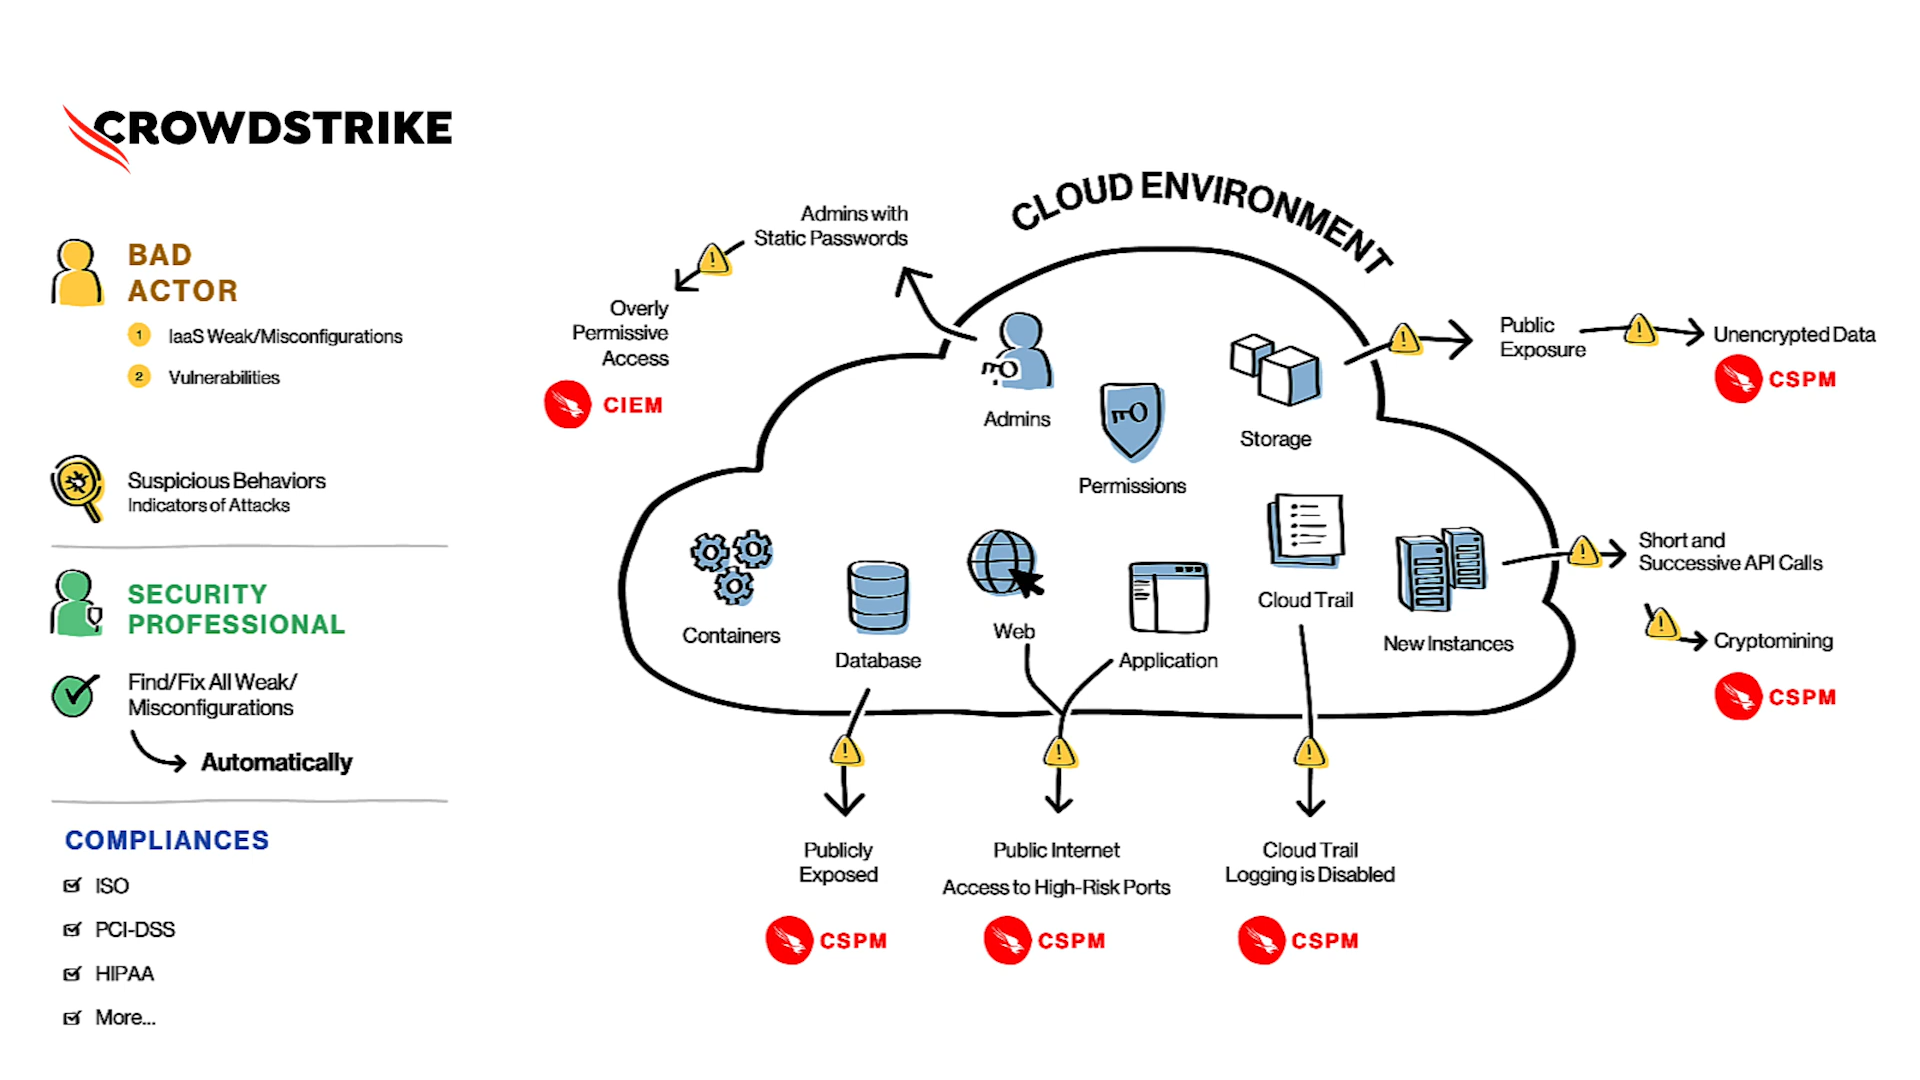 CROWDSTRIKE
BAD
ACTOR
1 IaaS Weak/Misconfigurations
2 Vulnerabilities
Suspicious Behaviors
Indicators of Attacks
SECURITY
PROFESSIONAL
Find/Fix All Weak/
Misconfigurations
Automatically
COMPLIANCES
ISO
PCI-DSS
HIPAA
More...
CLOUD ENVIRONMENT
Admins with
Static Passwords
Overly
Permissive
Access
CIEM
Admins
Permissions
Storage
Public
Exposure
Unencrypted Data
CSPM
Containers
Database
Web
Application
Cloud Trail
New Instances
Short and
Successive API Calls
Cryptomining
CSPM
Publicly
Exposed
CSPM
Public Internet
Access to High-Risk Ports
CSPM
Cloud Trail
Logging is Disabled
CSPM